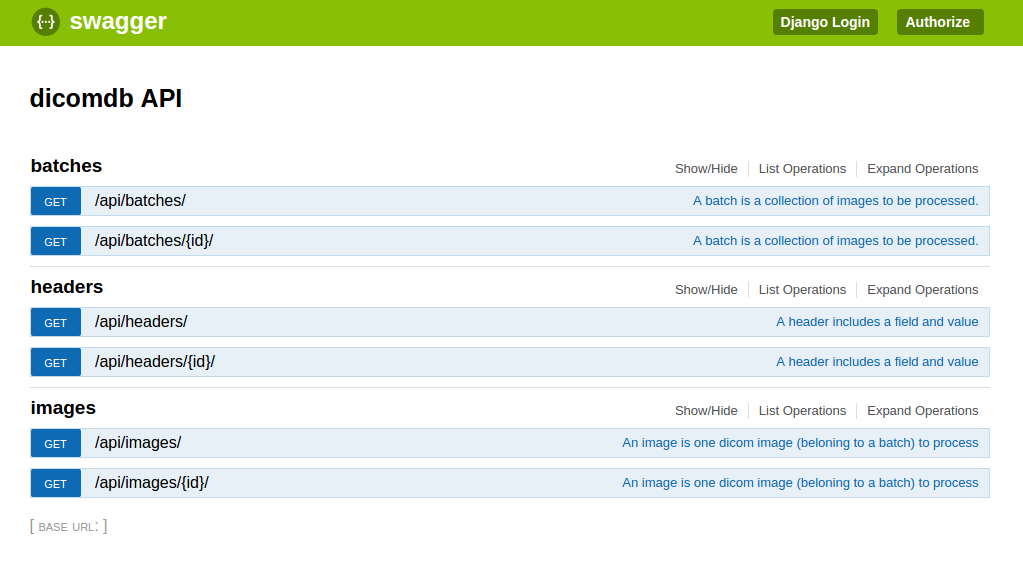 {···} swagger Django Login Authorize
dicomdb API
batches Show/Hide List Operations Expand Operations
GET /api/batches/ A batch is a collection of images to be processed.
GET /api/batches/{id}/ A batch is a collection of images to be processed.
headers Show/Hide List Operations Expand Operations
GET /api/headers/ A header includes a field and value
GET /api/headers/{id}/ A header includes a field and value
images Show/Hide List Operations Expand Operations
GET /api/images/ An image is one dicom image (beloning to a batch) to process
GET /api/images/{id}/ An image is one dicom image (beloning to a batch) to process
[ BASE URL: ]